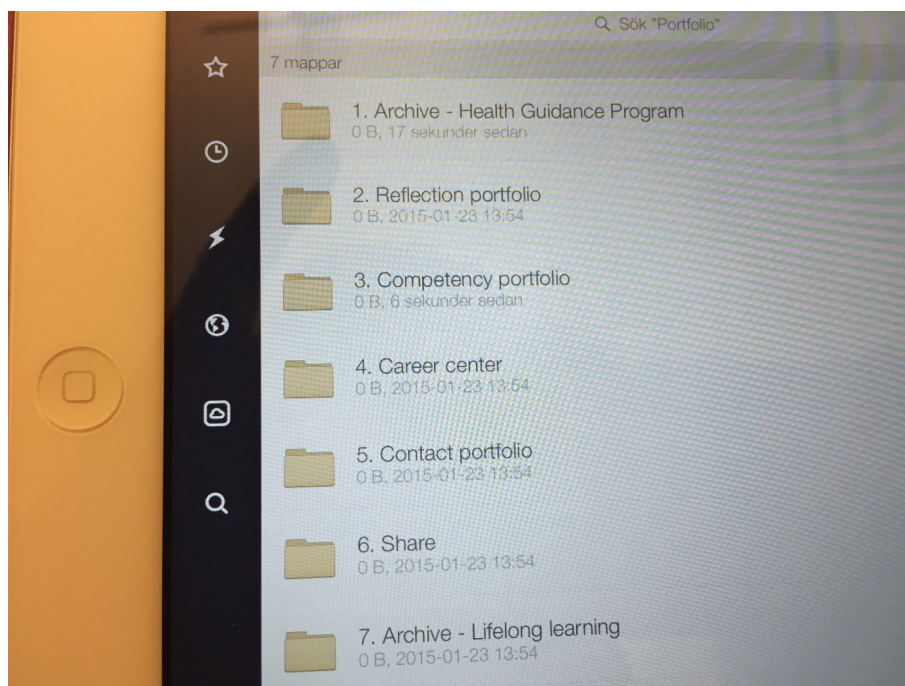 Sök "Portfolio"
7 mappar
1. Archive - Health Guidance Program
0 B, 17 sekunder sedan
2. Reflection portfolio
0 B, 2015-01-23 13:54
3. Competency portfolio
0 B, 6 sekunder sedan
4. Career center
0 B, 2015-01-23 13:54
5. Contact portfolio
0 B, 2015-01-23 13:54
6. Share
0 B, 2015-01-23 13:54
7. Archive - Lifelong learning
0 B, 2015-01-23 13:54